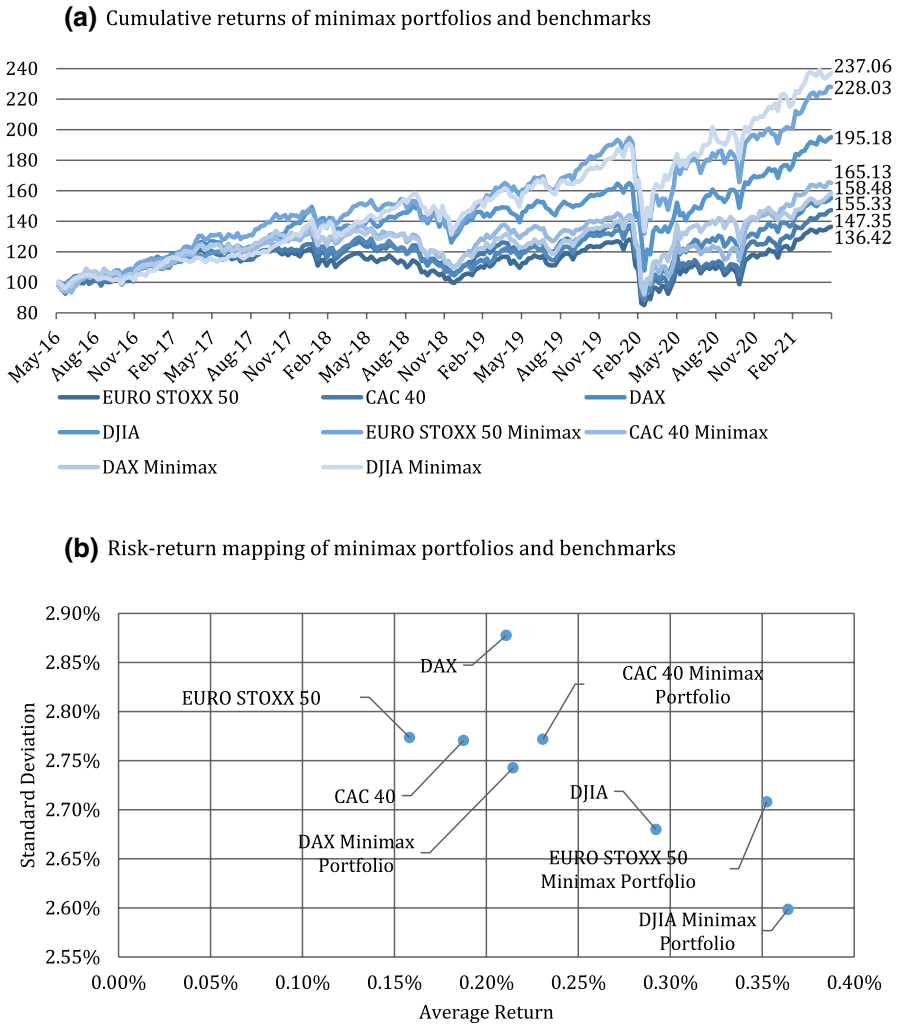 (a) Cumulative returns of minimax portfolios and benchmarks
240
220
200
180
160
140
120
100
80
237.06
228.03
195.18
165.13
158.48
155.33
147.35
136.42
May-16 Aug-16 Nov-16 Feb-17 May-17 Aug-17 Nov-17 Feb-18 May-18 Aug-18 Nov-18 Feb-19 May-19 Aug-19 Nov-19 Feb-20 May-20 Aug-20 Nov-20 Feb-21
EURO STOXX 50 CAC 40 DAX
DJIA EURO STOXX 50 Minimax CAC 40 Minimax
DAX Minimax DJIA Minimax
(b) Risk-return mapping of minimax portfolios and benchmarks
Standard Deviation
2.90%
2.85%
2.80%
2.75%
2.70%
2.65%
2.60%
2.55%
DAX
CAC 40 Minimax
Portfolio
EURO STOXX 50
CAC 40
DJIA
DAX Minimax
Portfolio
EURO STOXX 50
Minimax Portfolio
DJIA Minimax
Portfolio
0.00% 0.05% 0.10% 0.15% 0.20% 0.25% 0.30% 0.35% 0.40%
Average Return